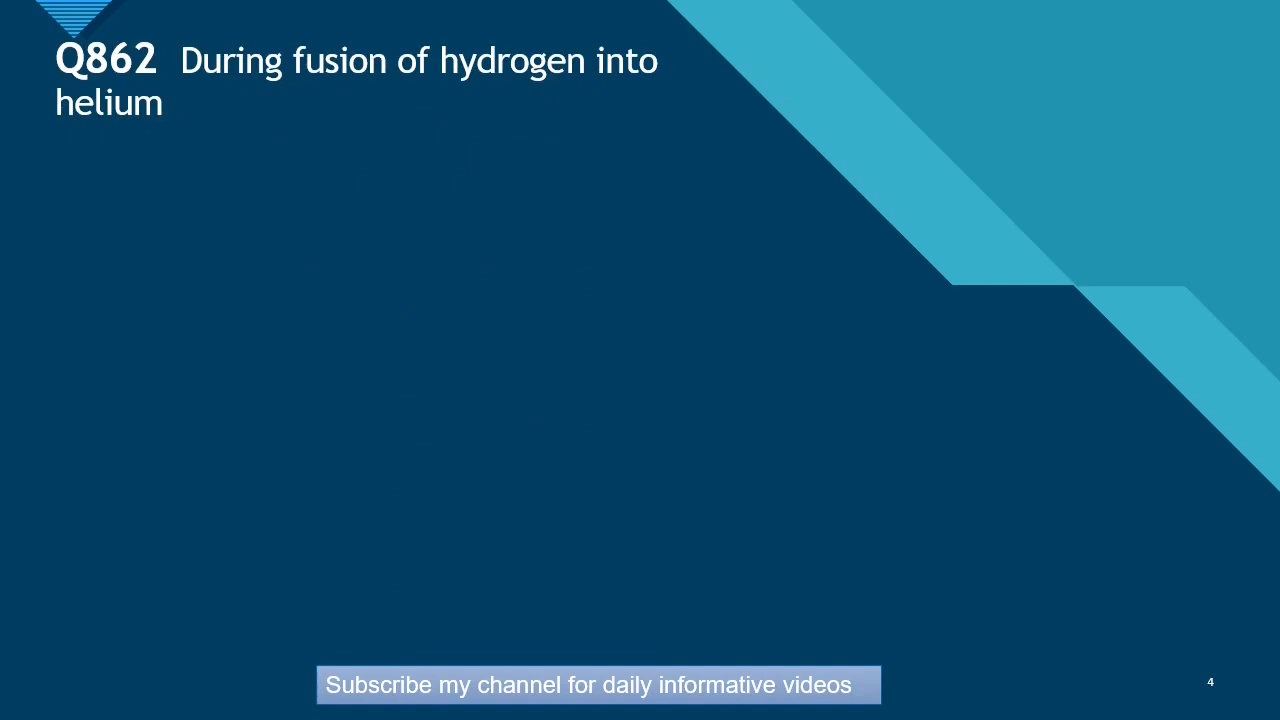 Q862 During fusion of hydrogen into
helium
Subscribe my channel for daily informative videos
4